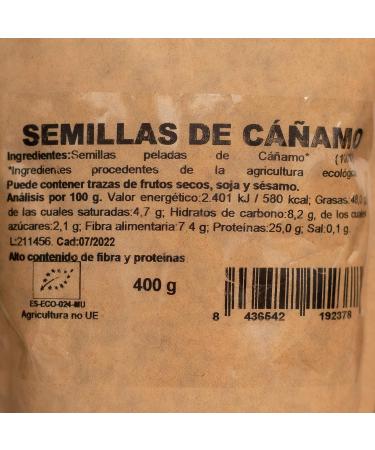 SEMILLAS DE CÁÑAMO
Ingredientes:Semillas peladas de Cáñamo*
*Ingredientes procedentes de la agricultura ecológica
Puede contener trazas de frutos secos, soja y sésamo.
Análisis por 100 g. Valor energético:2.401 kJ / 580 kcal; Grasas:48,0
de las cuales saturadas:4,7 g; Hidratos de carbono:8,2 g, de los cuales
azúcares:2,1 g; Fibra alimentaria:7 4 g; Proteínas:25,0 g; Sal:0,1 g.
L:211456. Cad:07/2022
Alto contenido de fibra y proteinas
400 g
ES-ECO-024-MU
Agricultura no UE
8 436542 192378